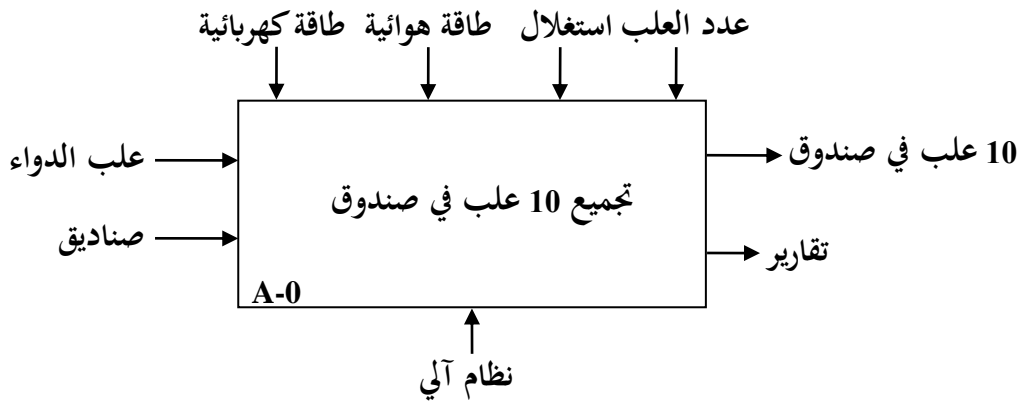 عدد العلب استغلال طاقة هوائية طاقة كهربائية
علب الدواء
10 علب في صندوق
تجميع 10 علب في صندوق
صناديق
تقارير
A-0
نظام آلي